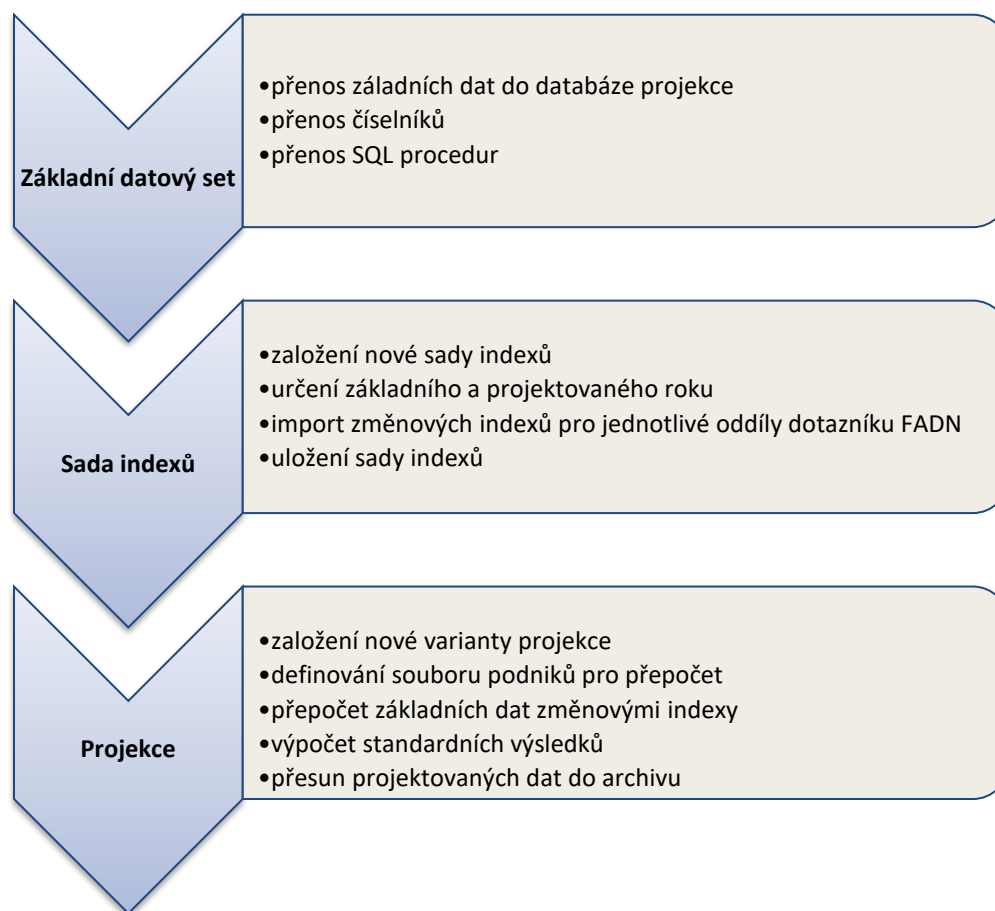 Základní datový set
•přenos záladních dat do databáze projekce
•přenos číselníků
•přenos SQL procedur
Sada indexů
•založení nové sady indexů
•určení základního a projektovaného roku
•import změnových indexů pro jednotlivé oddíly dotazníku FADN
•uložení sady indexů
Projekce
•založení nové varianty projekce
•definování souboru podniků pro přepočet
•přepočet základních dat změnovými indexy
•výpočet standardních výsledků
•přesun projektovaných dat do archivu